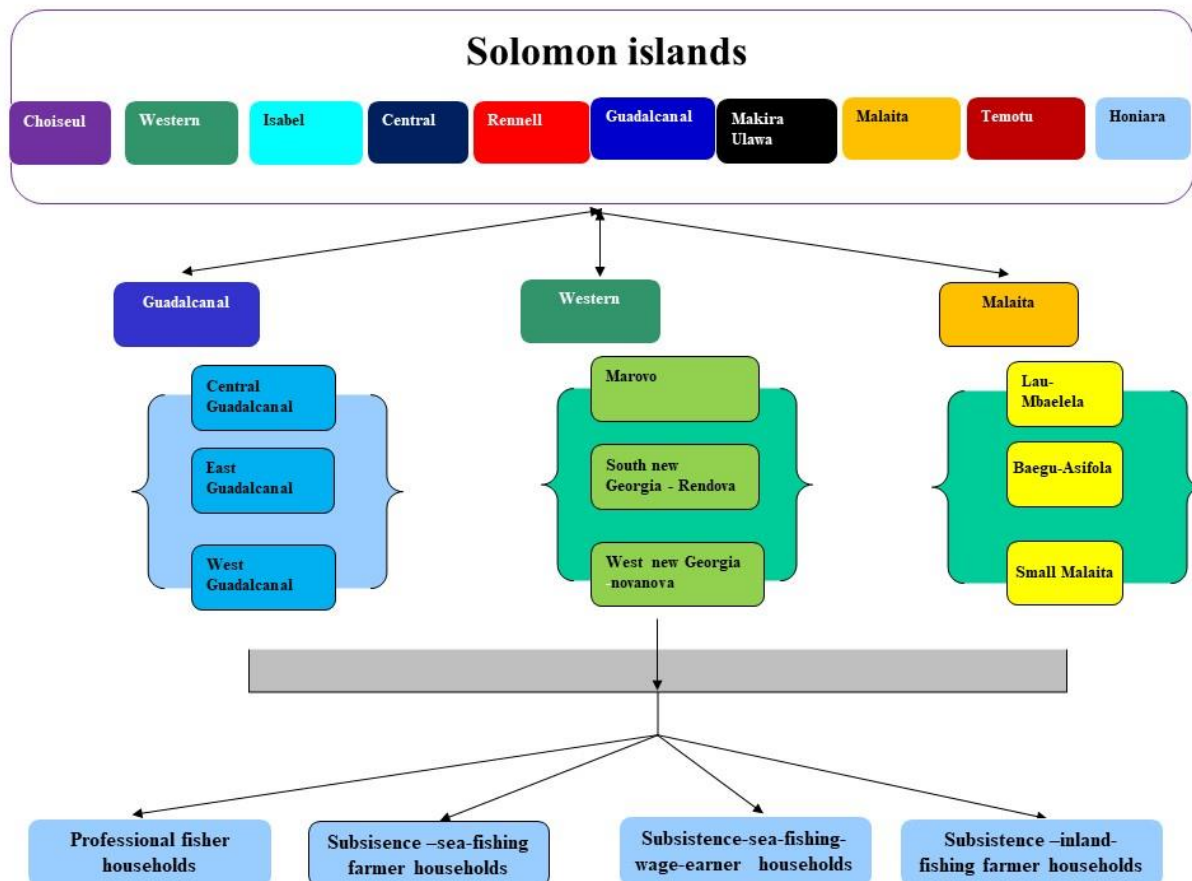 Solomon islands
Choiseul
Western
Isabel
Central
Rennell
Guadalcanal
Makira
Ulawa
Malaita
Temotu
Honiara
Guadalcanal
Western
Malaita
Central
Guadalcanal
East
Guadalcanal
West
Guadalcanal
Marovo
South new
Georgia - Rendova
West new Georgia
-novanova
Lau-
Mbaelela
Baegu-Asifola
Small Malaita
Professional fisher
households
Subsisence –sea-fishing
farmer households
Subsistence-sea-fishing-
wage-earner households
Subsistence –inland-
fishing farmer households